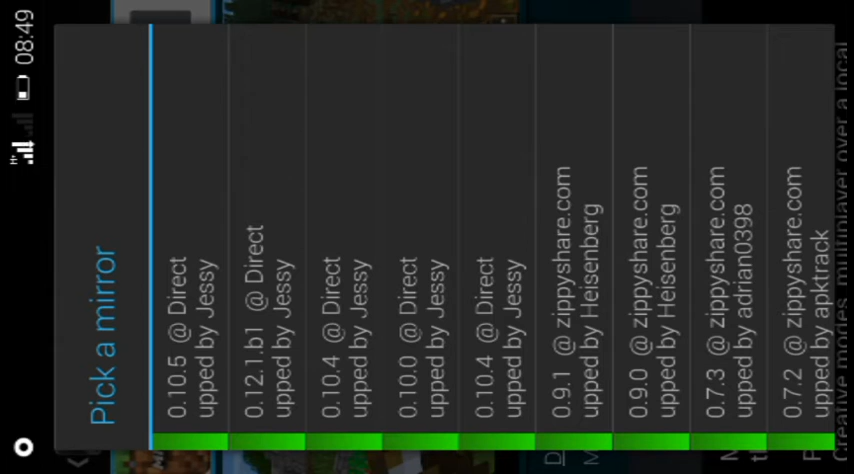 08:49
H+
Pick a mirror
0.10.5 @ Direct
upped by Jessy
0.12.1.b1 @ Direct
upped by Jessy
0.10.4 @ Direct
upped by Jessy
0.10.0 @ Direct
upped by Jessy
0.10.4 @ Direct
upped by Jessy
0.9.1 @ zippyshare.com
upped by Heisenberg
0.9.0 @ zippyshare.com
upped by Heisenberg
0.7.3 @ zippyshare.com
upped by adrian0398
0.7.2 @ zippyshare.com
upped by apktrack
Creative modes, multiplayer over a local